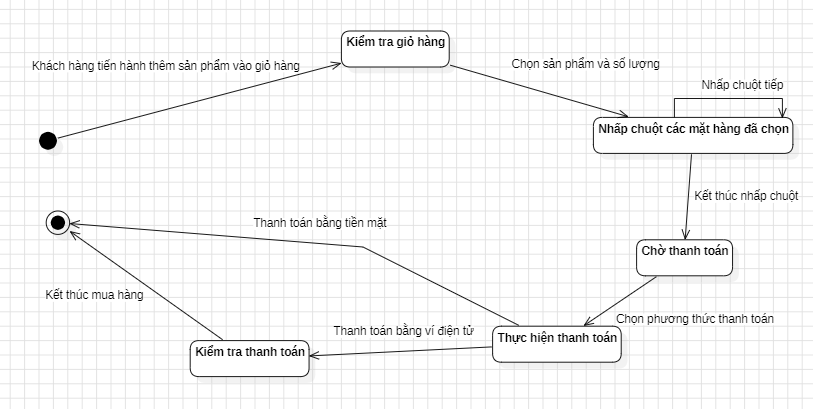 Kiểm tra giỏ hàng
Khách hàng tiến hành thêm sản phẩm vào giỏ hàng
Chọn sản phẩm và số lượng
Nhấp chuột tiếp
Nhấp chuột các mặt hàng đã chọn
Kết thúc nhấp chuột
Thanh toán bằng tiền mặt
Chờ thanh toán
Kết thúc mua hàng
Chọn phương thức thanh toán
Thanh toán bằng ví điện tử
Thực hiện thanh toán
Kiểm tra thanh toán